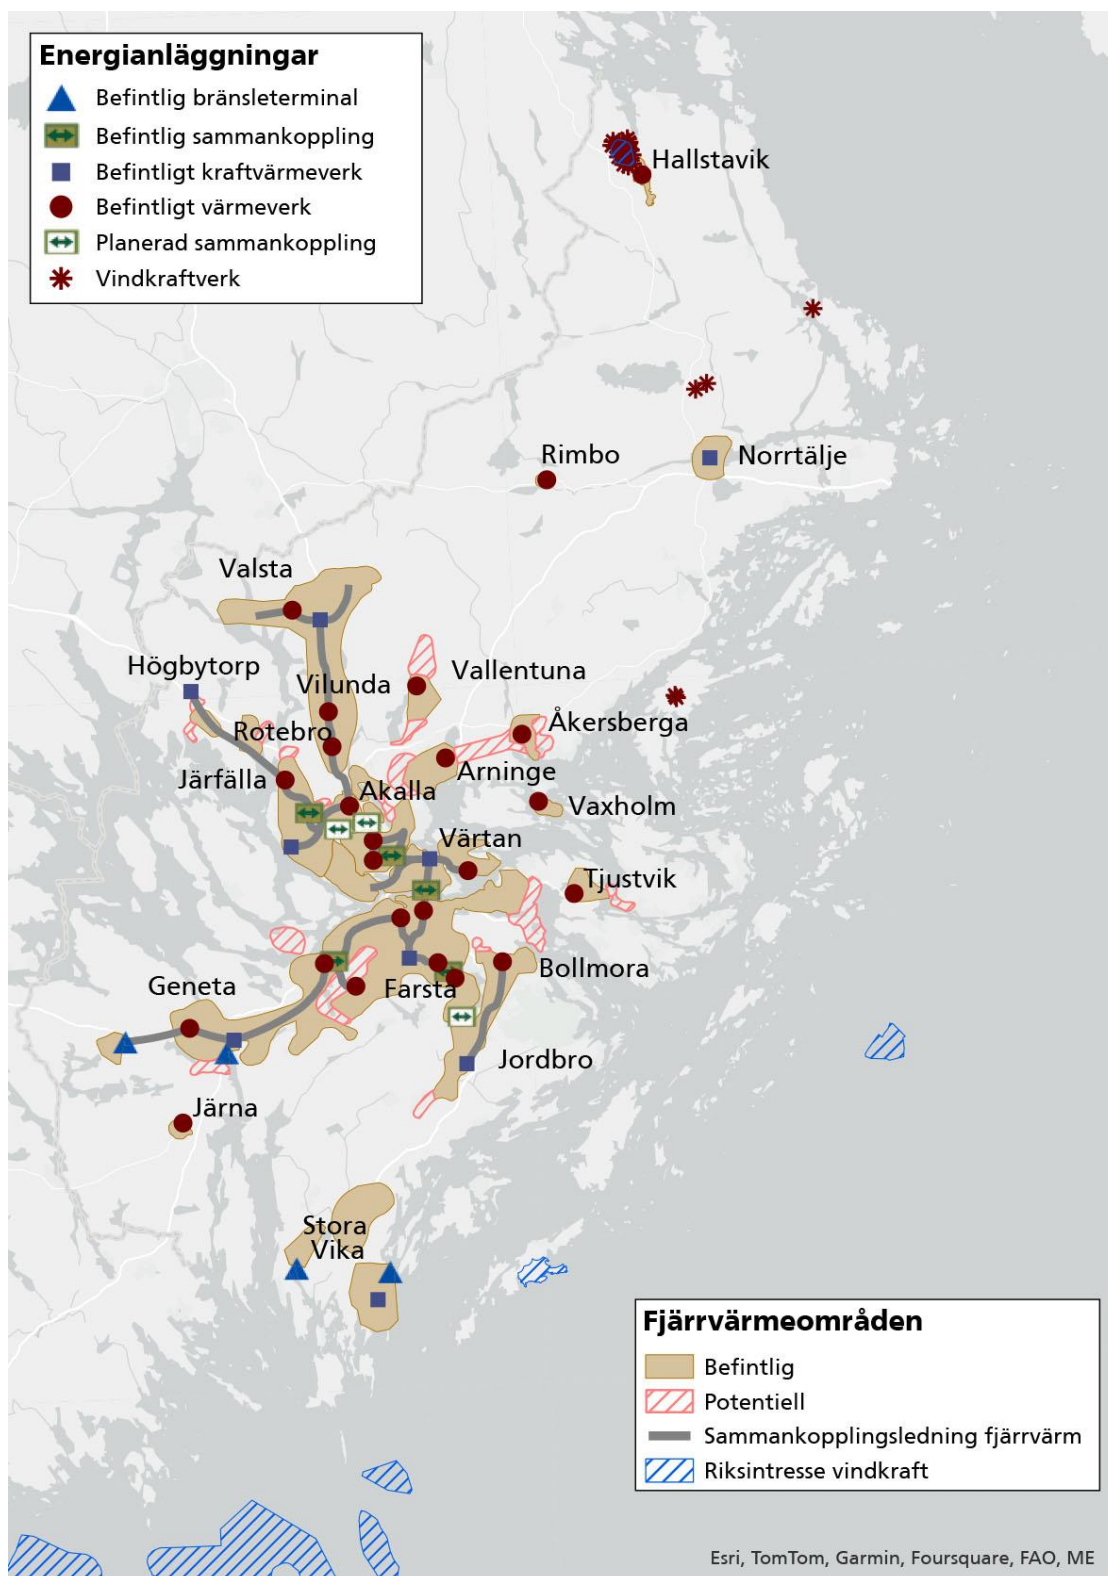 Energianläggningar
Befintlig bränsleterminal
Befintlig sammankoppling
Befintligt kraftvärmeverk
Befintligt värmeverk
Planerad sammankoppling
Vindkraftverk
Hallstavik
Rimbo
Norrtälje
Valsta
Högbytorp
Vilunda
Vallentuna
Rotebro
Åkersberga
Järfälla
Arninge
Akalla
Vaxholm
Värtan
Tjustvik
Geneta
Farsta
Bollmora
Jordbro
Järna
Stora
Vika
Fjärrvärmeområden
Befintlig
Potentiell
Sammankopplingsledning fjärrvärm
Riksintresse vindkraft
Esri, TomTom, Garmin, Foursquare, FAO, ME